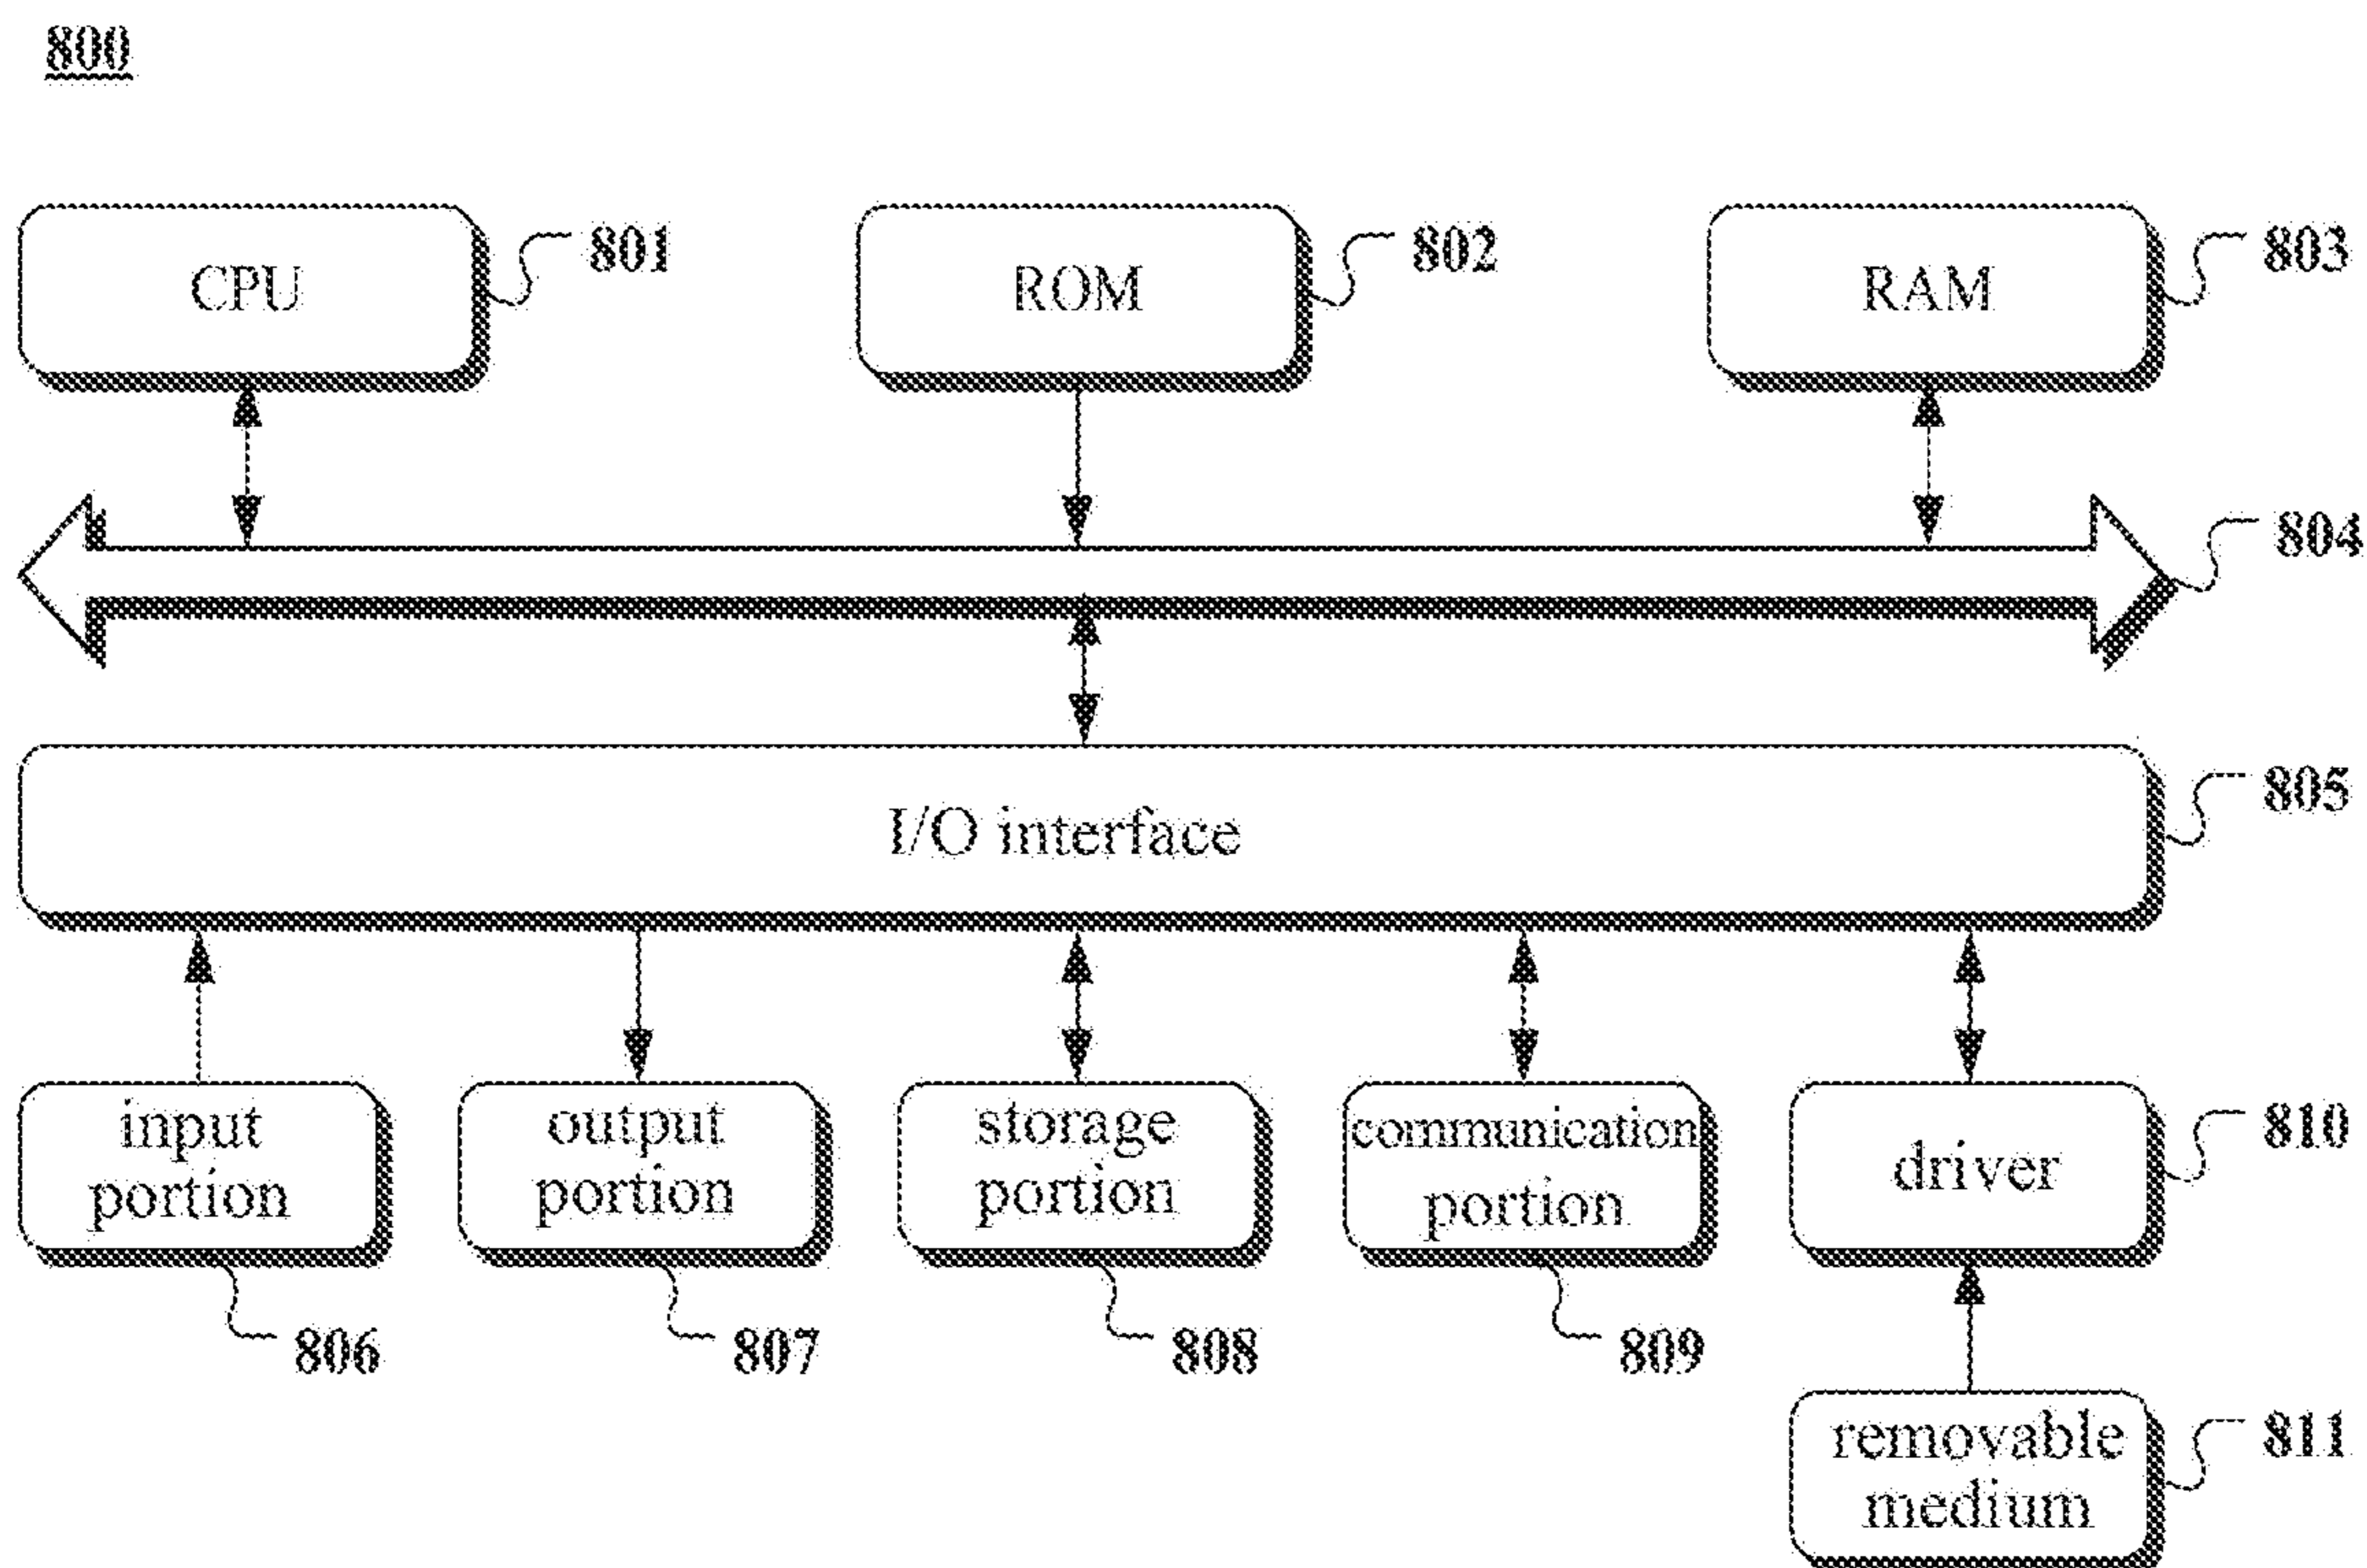 800
CPU
801
ROM
802
RAM
803
804
I/O interface
805
input
portion
806
output
portion
807
storage
portion
808
communication
portion
809
driver
810
removable
medium
811